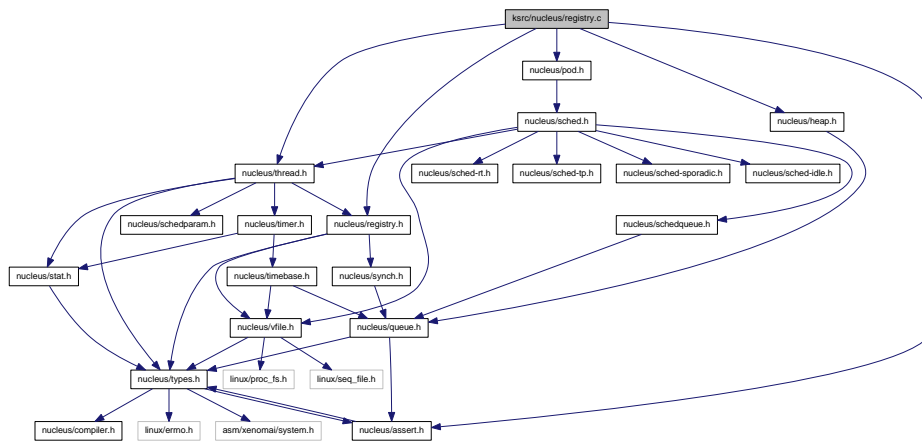 ksrc/nucleus/registry.c
nucleus/pod.h
nucleus/sched.h
nucleus/heap.h
nucleus/thread.h
nucleus/sched-rt.h
nucleus/sched-tp.h
nucleus/sched-sporadic.h
nucleus/sched-idle.h
nucleus/schedparam.h
nucleus/timer.h
nucleus/registry.h
nucleus/schedqueue.h
nucleus/stat.h
nucleus/timebase.h
nucleus/synch.h
nucleus/vfile.h
nucleus/queue.h
nucleus/types.h
linux/proc_fs.h
linux/seq_file.h
nucleus/compiler.h
linux/errno.h
asm/xenomai/system.h
nucleus/assert.h